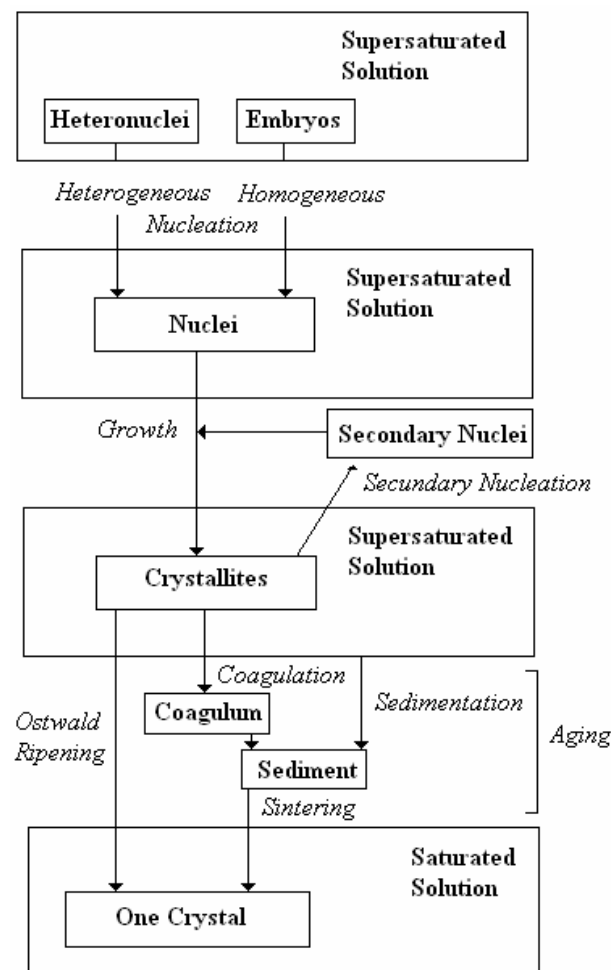 Supersaturated
Solution
Heteronuclei
Embryos
Heterogeneous
Homogeneous
Nucleation
Supersaturated
Solution
Nuclei
Growth
Secondary Nuclei
Secundary Nucleation
Supersaturated
Solution
Crystallites
Coagulation
Ostwald
Ripening
Coagulum
Sedimentation
Aging
Sediment
Sintering
Saturated
Solution
One Crystal